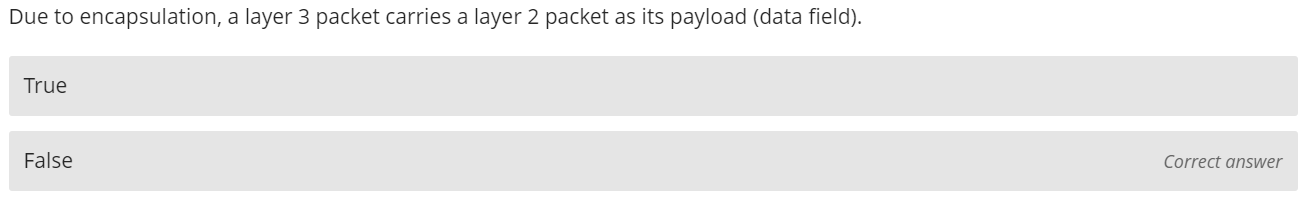 Due to encapsulation, a layer 3 packet carries a layer 2 packet as its payload (data field).
True
False
Correct answer